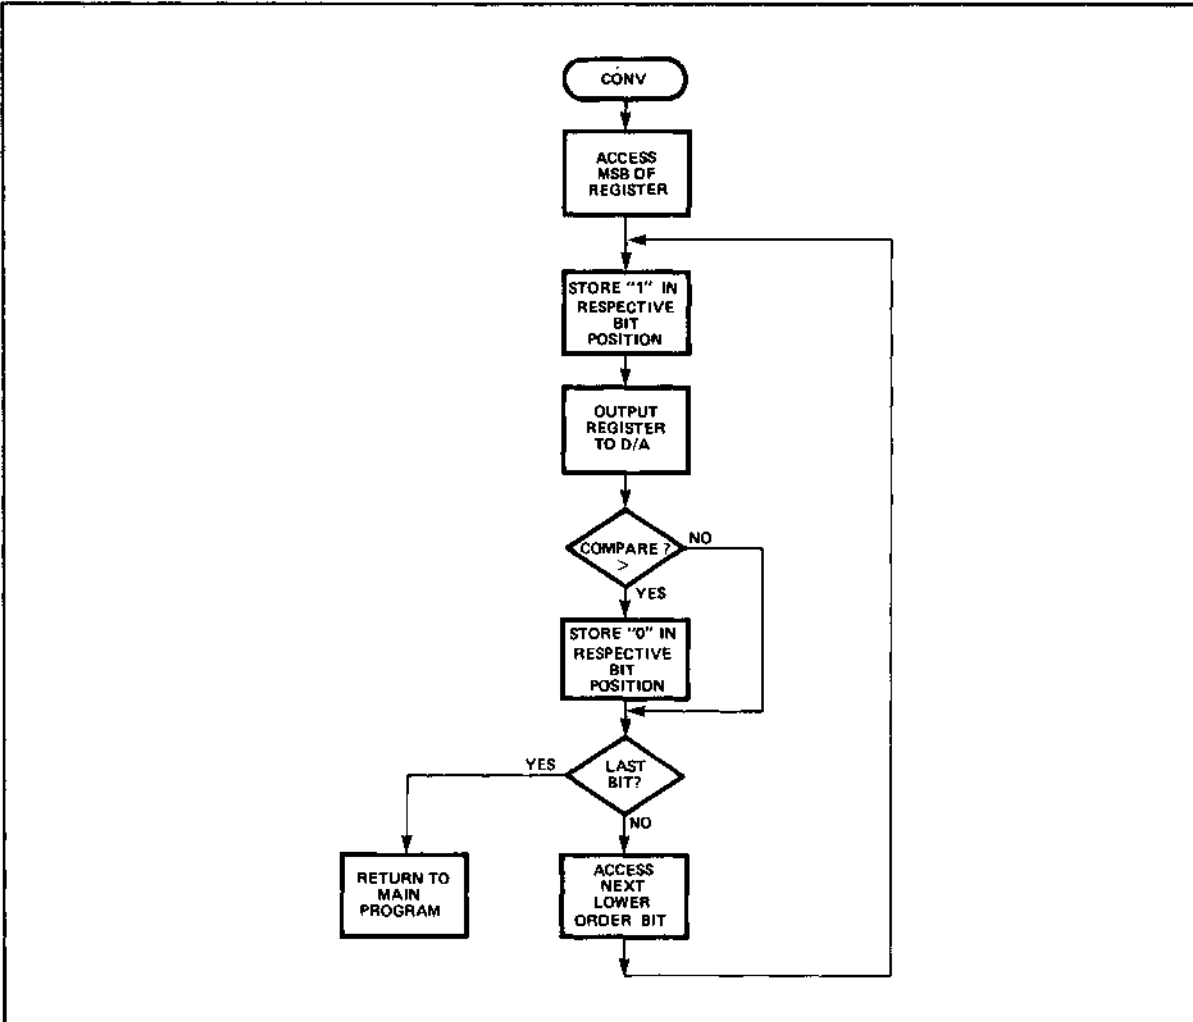 CONV
ACCESS
MSB OF
REGISTER
STORE "1" IN
RESPECTIVE
BIT
POSITION
OUTPUT
REGISTER
TO D/A
COMPARE ?
>
NO
YES
STORE "0" IN
RESPECTIVE
BIT
POSITION
YES
LAST
BIT?
NO
RETURN TO
MAIN
PROGRAM
ACCESS
NEXT
LOWER
ORDER BIT